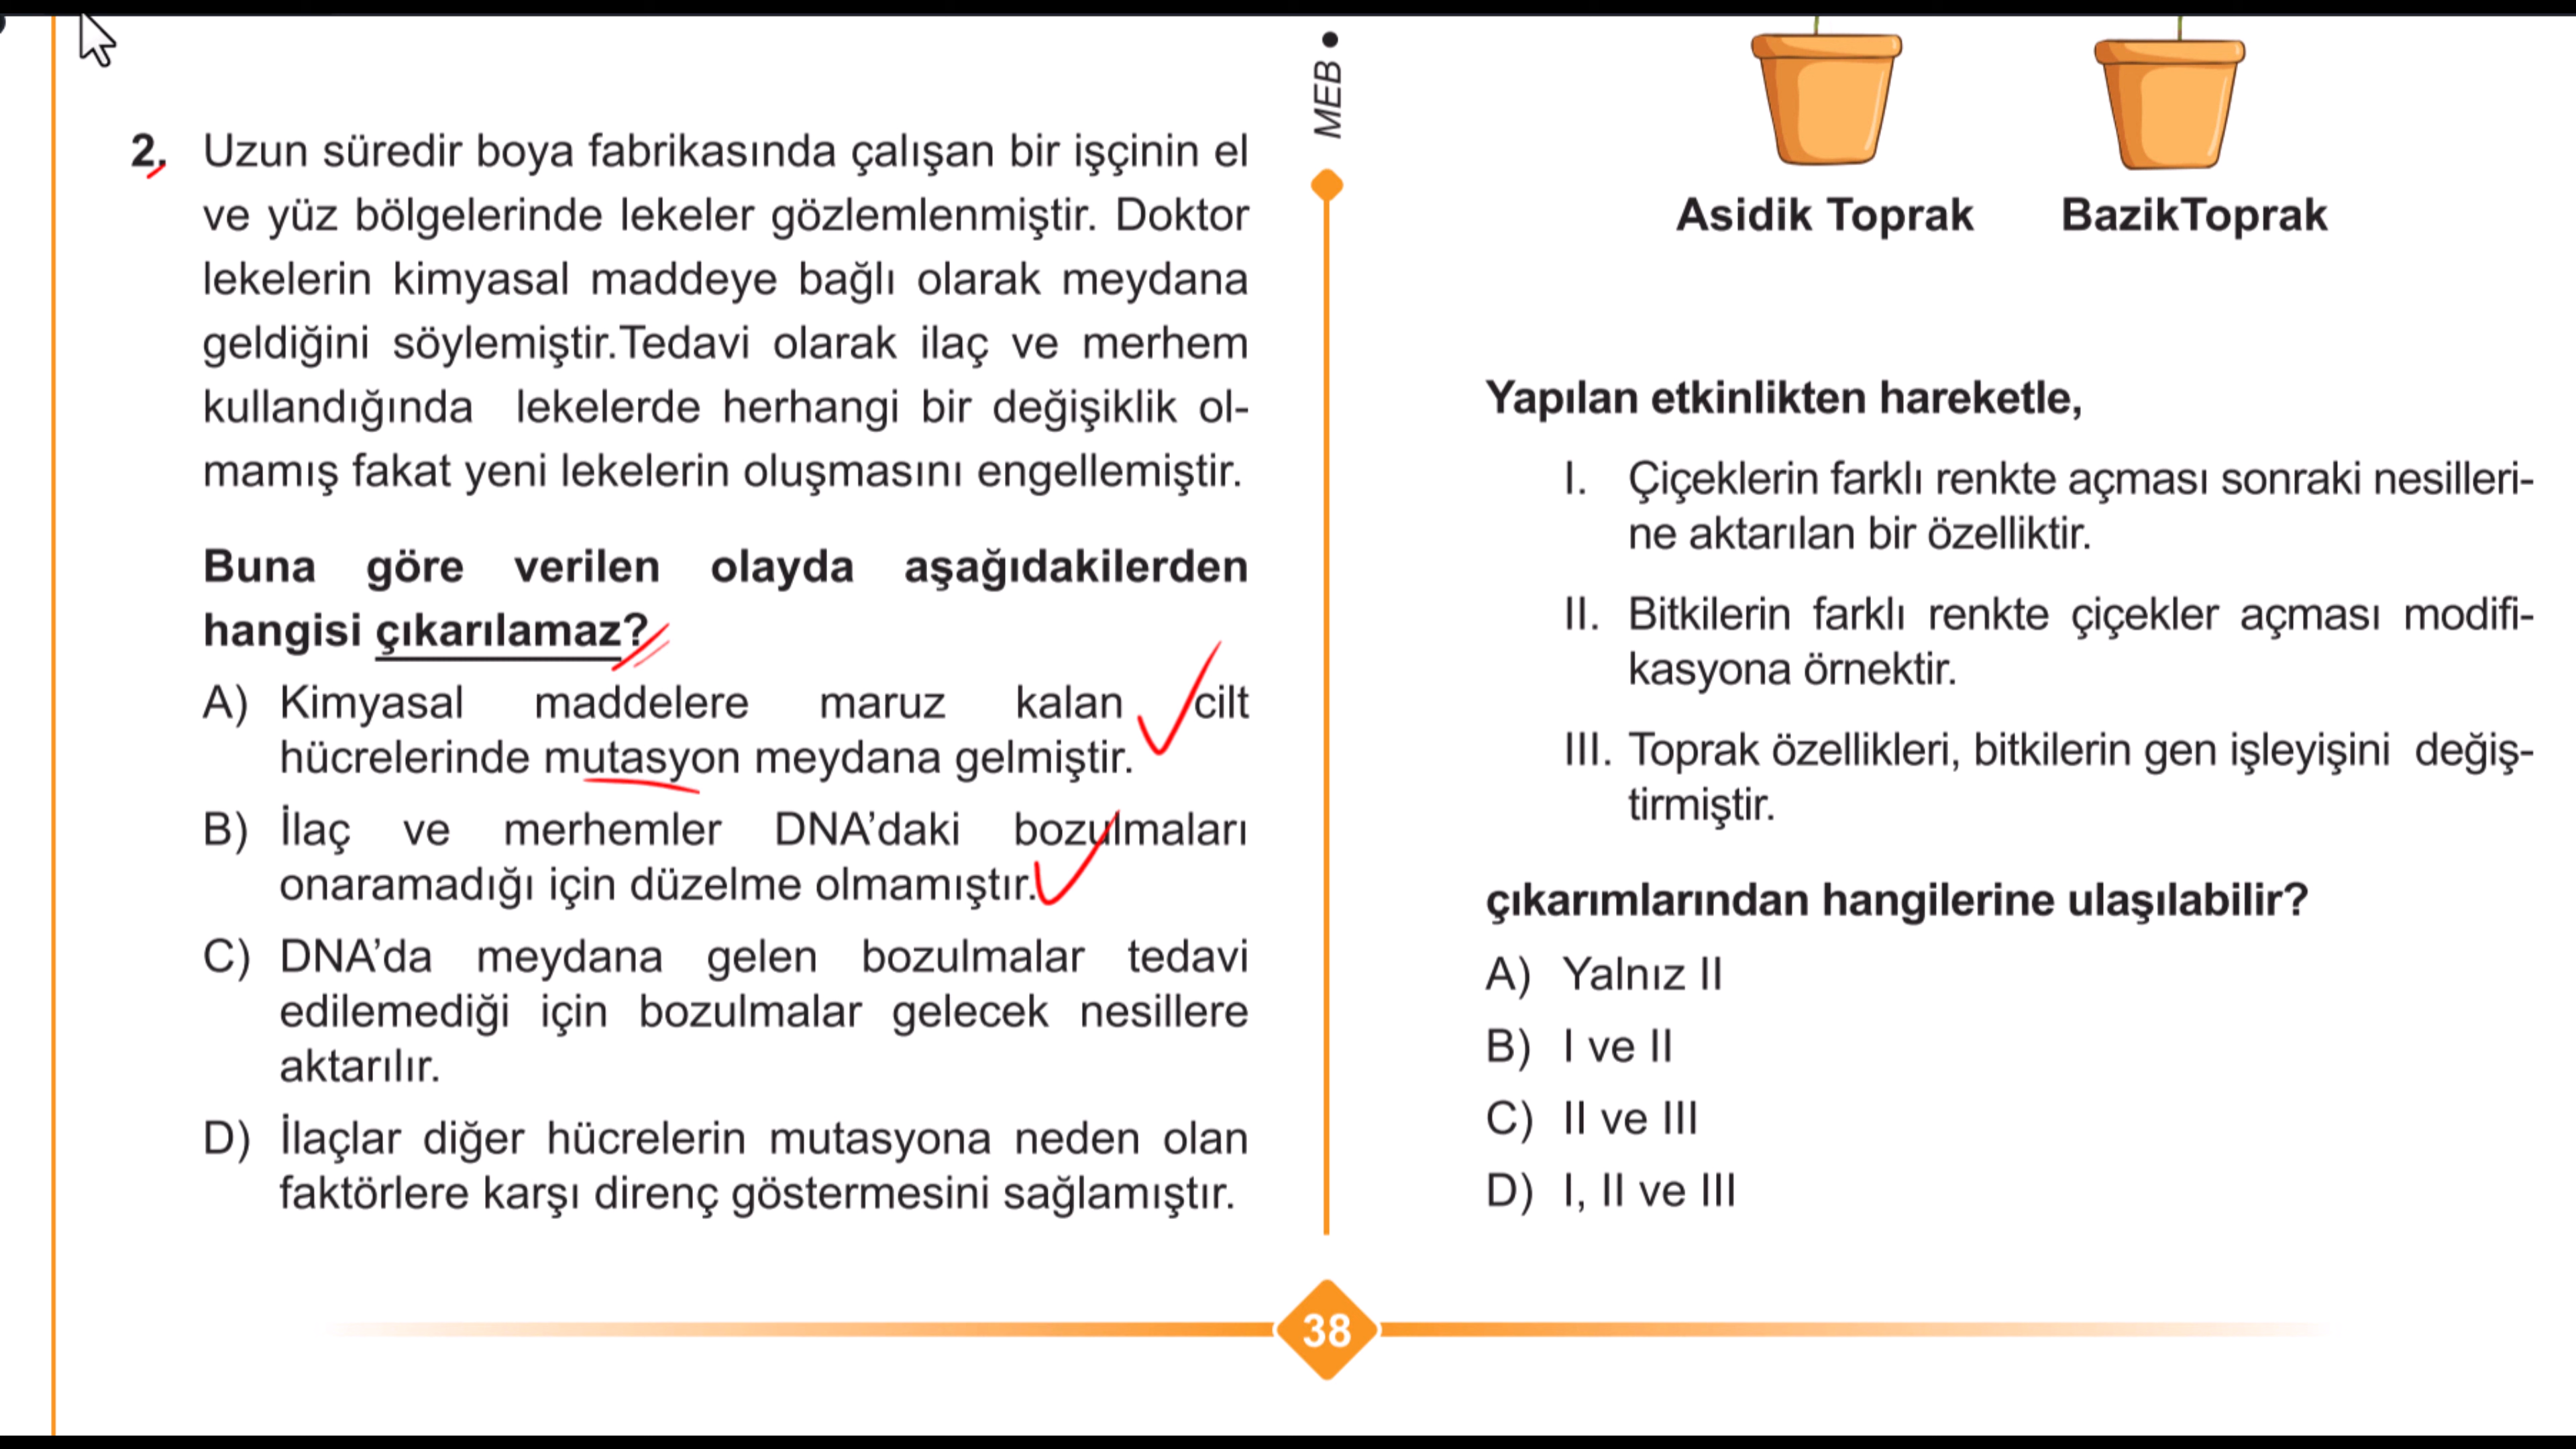 2. Uzun süredir boya fabrikasında çalışan bir işçinin el
ve yüz bölgelerinde lekeler gözlemlenmiştir. Doktor
lekelerin kimyasal maddeye bağlı olarak meydana
geldiğini söylemiştir.Tedavi olarak ilaç ve merhem
kullandığında lekelerde herhangi bir değişiklik ol-
mamış fakat yeni lekelerin oluşmasını engellemiştir.
Buna göre verilen olayda aşağıdakilerden
hangisi çıkarılamaz?
A) Kimyasal maddelere maruz kalan cilt
hücrelerinde mutasyon meydana gelmiştir.
B) İlaç ve merhemler DNA’daki bozulmaları
onaramadığı için düzelme olmamıştır.
C) DNA’da meydana gelen bozulmalar tedavi
edilemediği için bozulmalar gelecek nesillere
aktarılır.
D) İlaçlar diğer hücrelerin mutasyona neden olan
faktörlere karşı direnç göstermesini sağlamıştır.
MEB ●
Asidik Toprak BazikToprak
Yapılan etkinlikten hareketle,
I. Çiçeklerin farklı renkte açması sonraki nesilleri-
ne aktarılan bir özelliktir.
II. Bitkilerin farklı renkte çiçekler açması modifi-
kasyona örnektir.
III. Toprak özellikleri, bitkilerin gen işleyişini değiş-
tirmiştir.
çıkarımlarından hangilerine ulaşılabilir?
A) Yalnız II
B) I ve II
C) II ve III
D) I, II ve III
38